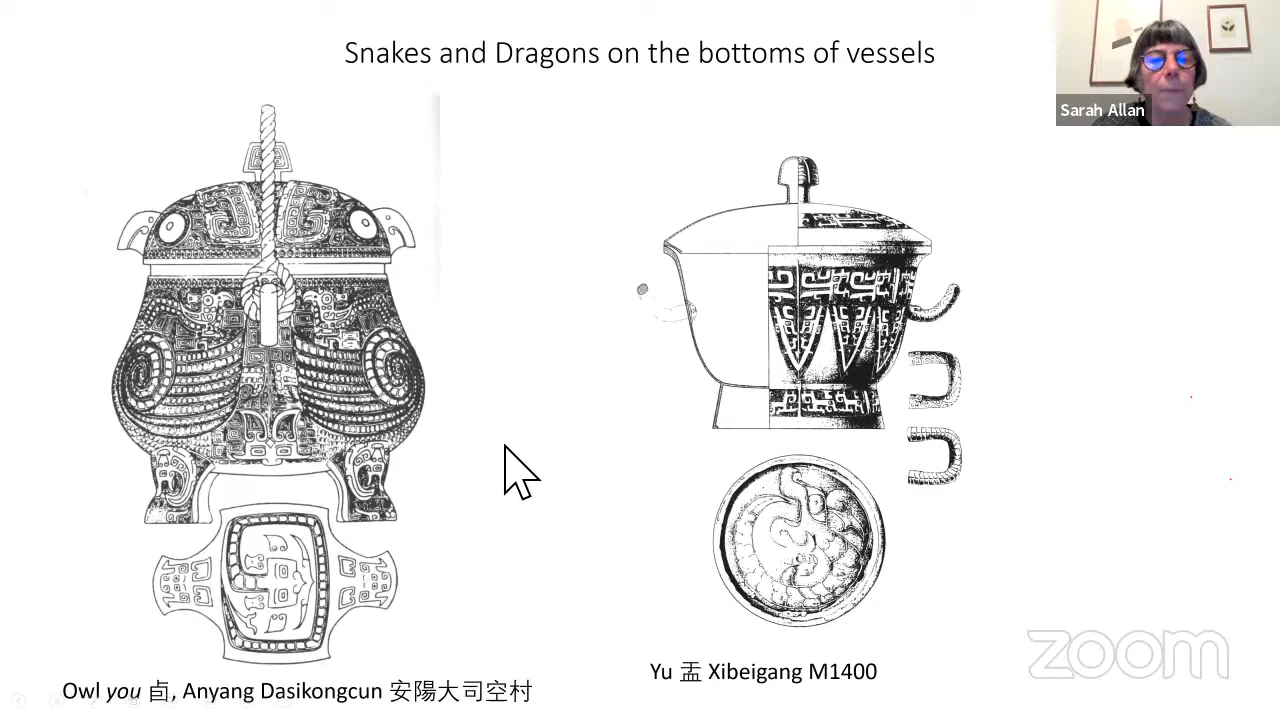 Snakes and Dragons on the bottoms of vessels
Sarah Allan
Yu 盂 Xibeigang M1400
Owl you 卣, Anyang Dasikongcun 安陽大司空村
zoom